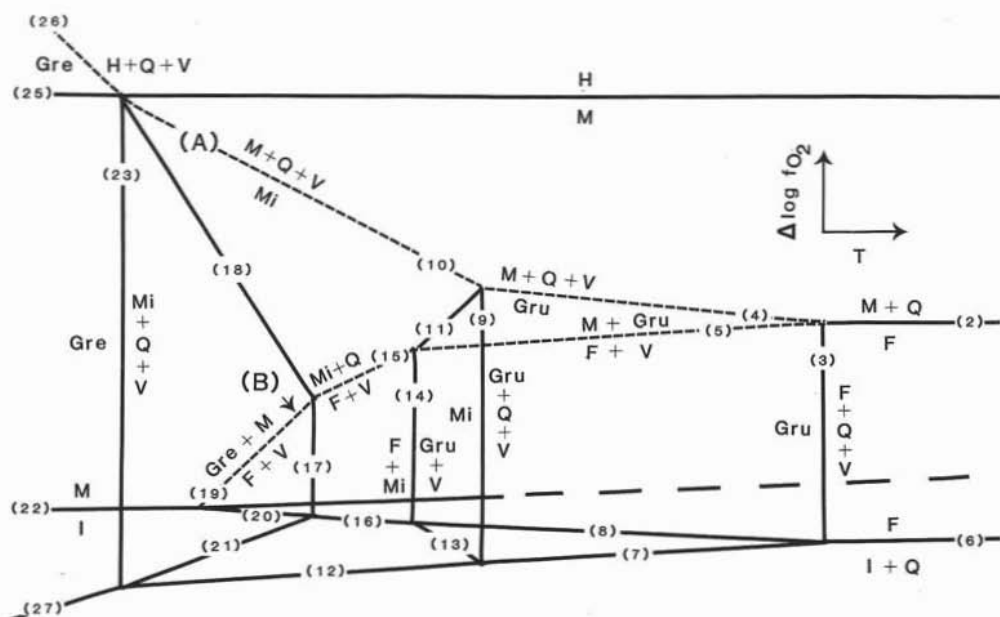 (26)
Gre
H+Q+V
(25)
H
M
(A)
M+Q+V
Mi
(23)
Δ log fO2
T
(18)
(10)
M+Q+V
Gru
(9)
(11)
(4)
M+Q
(2)
F
M + Gru
(5)
F + V
(3)
Gre
Mi
+
Q
+
V
(B)
Mi+Q
(15)
F+V
(14)
Mi
Gru
+
Q
+
V
Gru
F
+
Q
+
V
Gre + M
F+V
(17)
F
+
Mi
Gru
+
V
(19)
M
(22)
I
(20)
(16)
(8)
F
(6)
I + Q
(21)
(13)
(7)
(12)
(27)